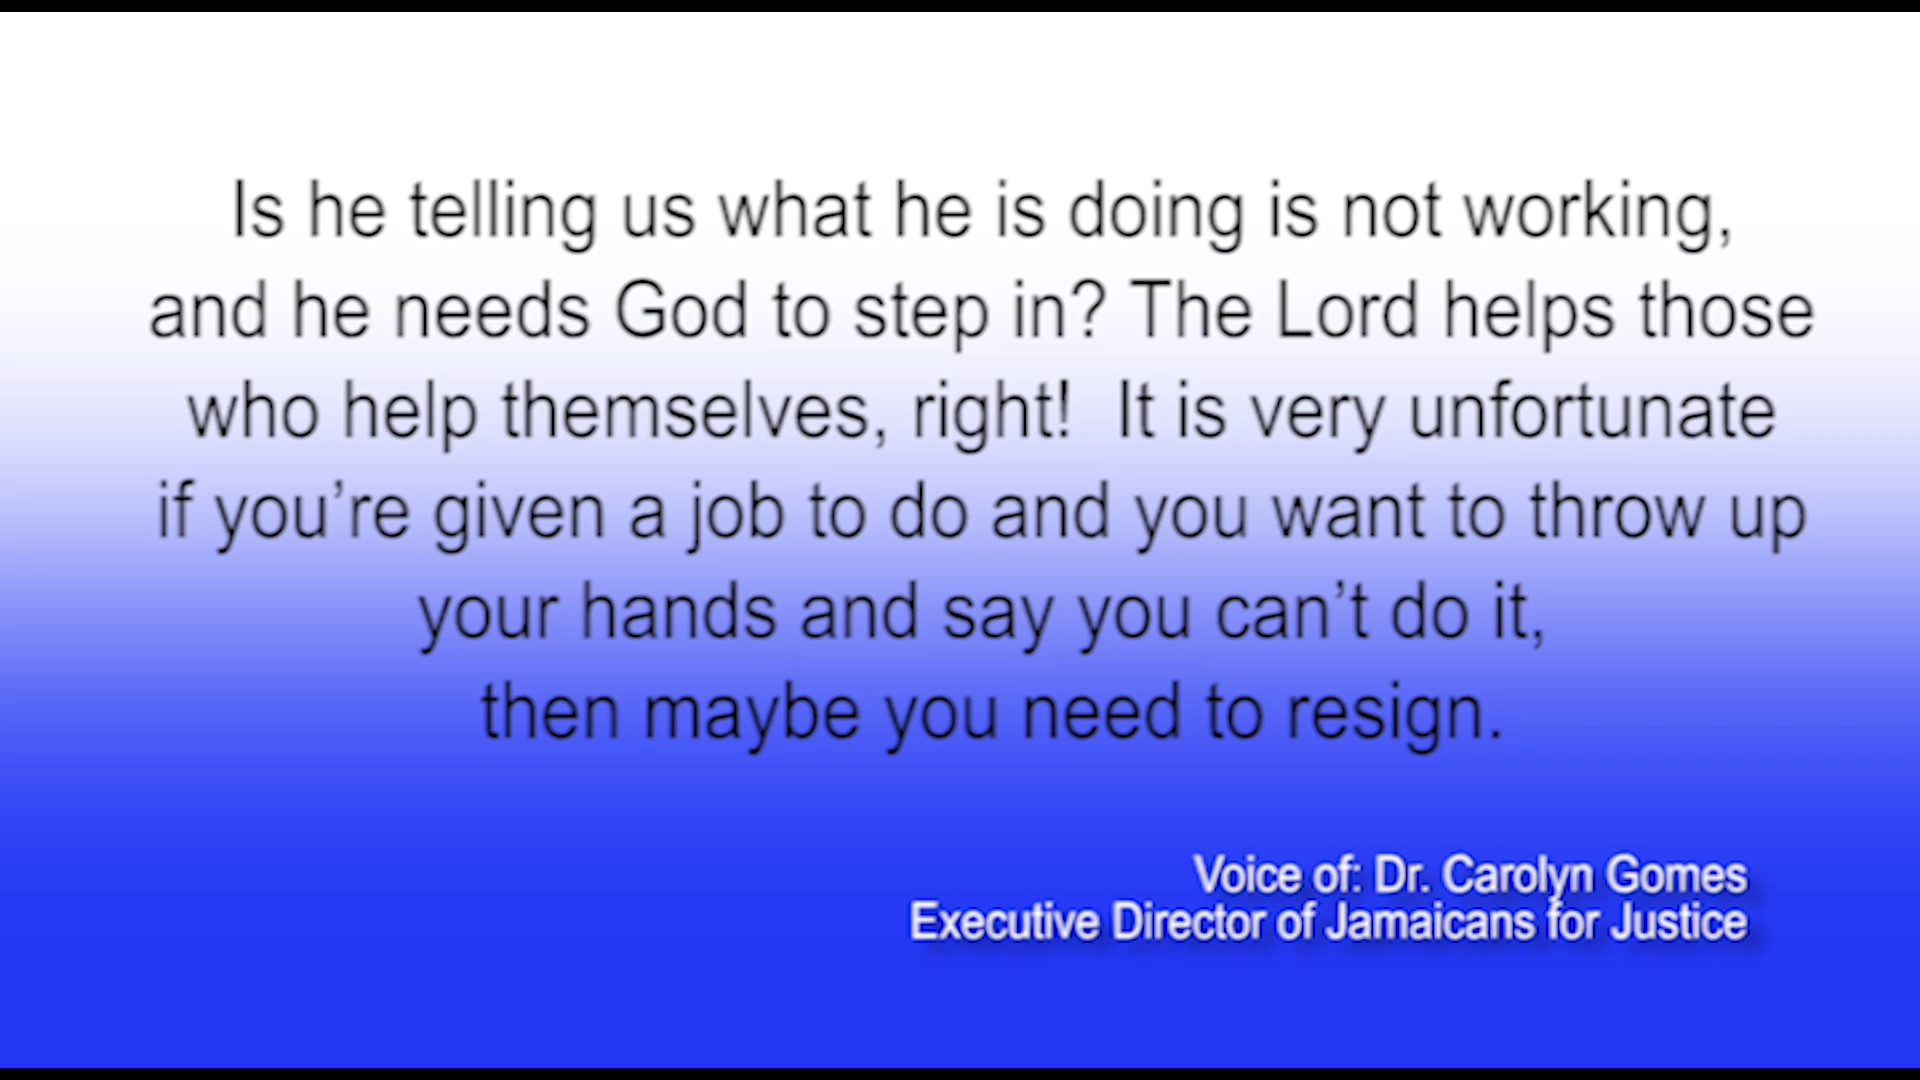 Is he telling us what he is doing is not working,
and he needs God to step in? The Lord helps those
who help themselves, right!  It is very unfortunate
if you’re given a job to do and you want to throw up
your hands and say you can’t do it,
then maybe you need to resign.
Voice of: Dr. Carolyn Gomes
Executive Director of Jamaicans for Justice